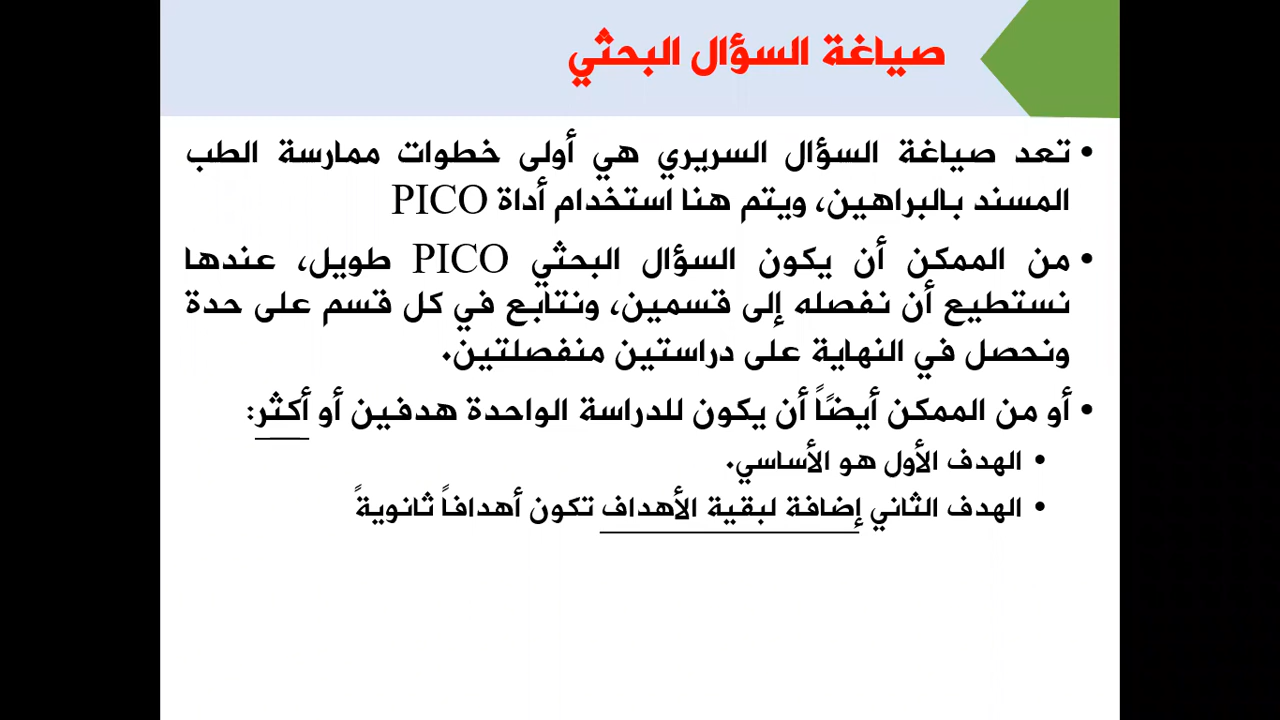 صياغة السؤال البحثي
• تعد صياغة السؤال السريري هي أولى خطوات ممارسة الطب
المسند بالبراهين، ويتم هنا استخدام أداة PICO
• من الممكن أن يكون السؤال البحثي PICO طويل، عندها
نستطيع أن نفصله إلى قسمين، ونتابع في كل قسم على حدة
ونحصل في النهاية على دراستين منفصلتين.
• أو من الممكن أيضًاً أن يكون للدراسة الواحدة هدفين أو أكثر:
• الهدف الأول هو الأساسي.
• الهدف الثاني إضافة لبقية الأهداف تكون أهدافاً ثانويةً